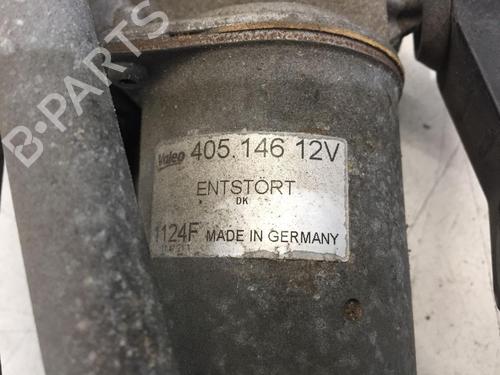 B-PARTS
Valeo 405.146 12V
ENTSTÖRT
DK
1124F MADE IN GERMANY